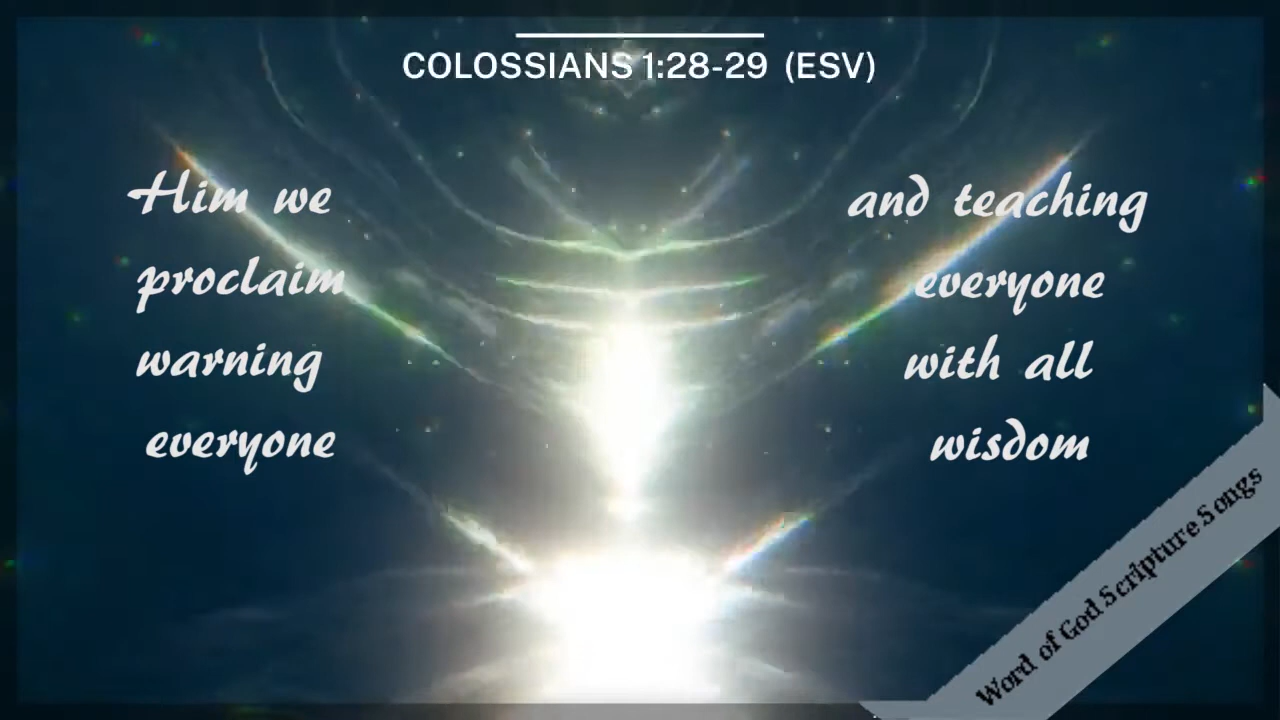 COLOSSIANS 1:28-29 (ESV)
Him we
proclaim
warning
everyone
and teaching
everyone
with all
wisdom
Word of God Scripture Songs